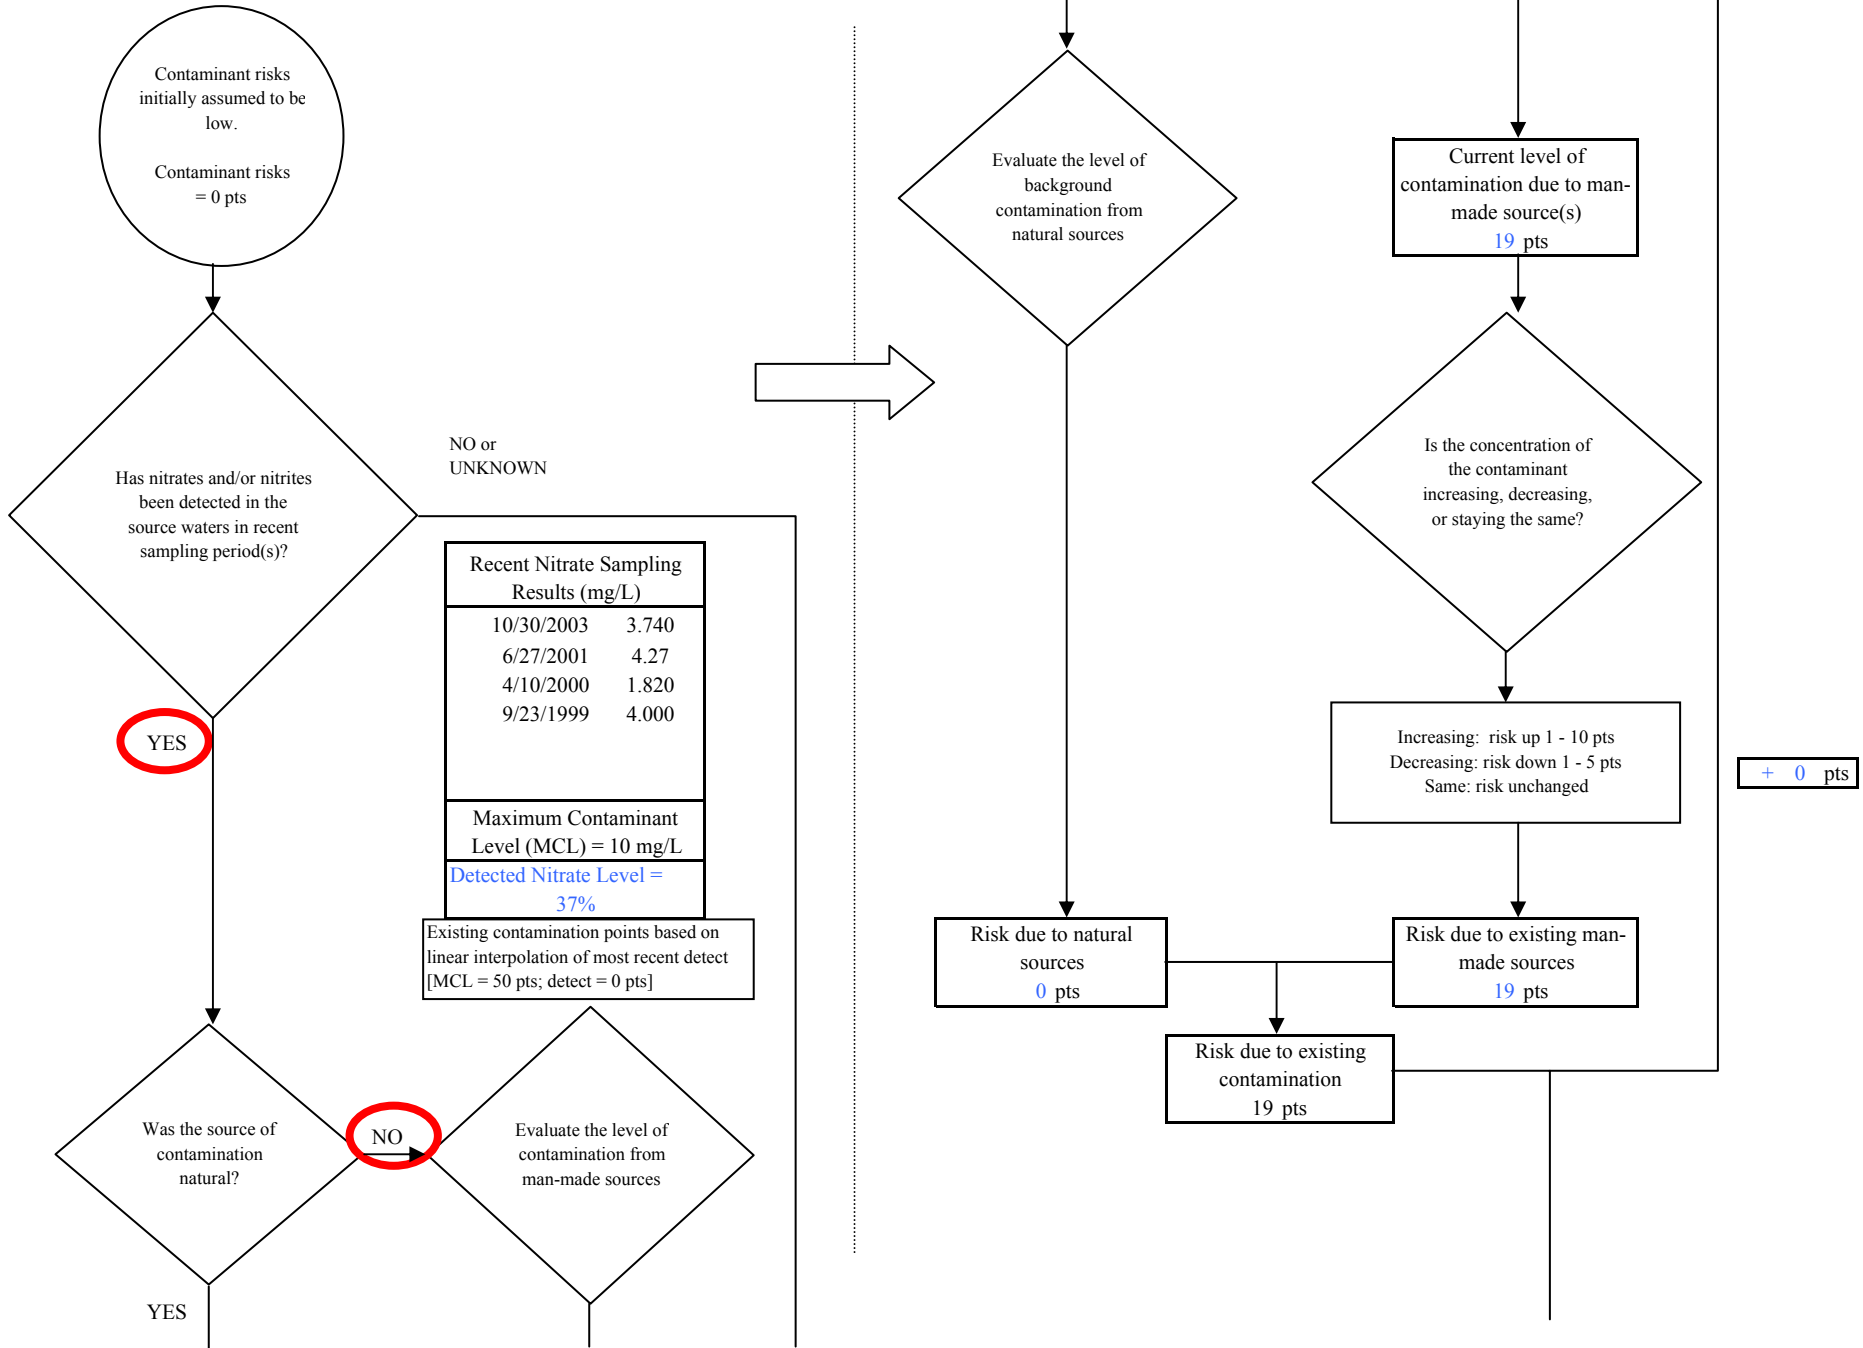 Contaminant risks
initially assumed to be
low.
Contaminant risks
= 0 pts
Has nitrates and/or nitrites
been detected in the
source waters in recent
sampling period(s)?
NO or
UNKNOWN
YES
Recent Nitrate Sampling
Results (mg/L)
10/30/2003 3.740
6/27/2001 4.27
4/10/2000 1.820
9/23/1999 4.000
Maximum Contaminant
Level (MCL) = 10 mg/L
Detected Nitrate Level =
37%
Existing contamination points based on
linear interpolation of most recent detect
[MCL = 50 pts; detect = 0 pts]
Was the source of
contamination
natural?
NO
YES
Evaluate the level of
contamination from
man-made sources
Evaluate the level of
background
contamination from
natural sources
Current level of
contamination due to man-
made source(s)
19 pts
Is the concentration of
the contaminant
increasing, decreasing,
or staying the same?
Increasing: risk up 1 - 10 pts
Decreasing: risk down 1 - 5 pts
Same: risk unchanged
+ 0 pts
Risk due to natural
sources
0 pts
Risk due to existing man-
made sources
19 pts
Risk due to existing
contamination
19 pts